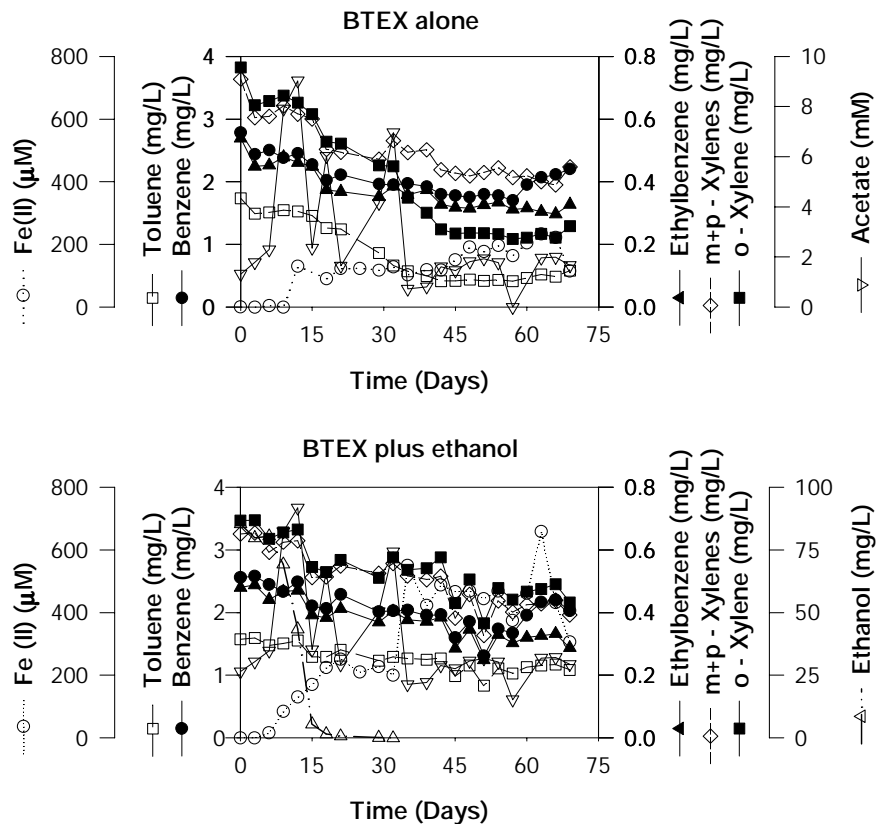 BTEX alone
Fe(II) (μM)
800
600
400
200
0
Toluene (mg/L)
Benzene (mg/L)
4
3
2
1
0
0.8
0.6
0.4
0.2
0.0
Ethylbenzene (mg/L)
m+p - Xylenes (mg/L)
o - Xylene (mg/L)
10
8
6
4
2
0
Acetate (mM)
0 15 30 45 60 75
Time (Days)
BTEX plus ethanol
Fe (II) (μM)
800
600
400
200
0
Toluene (mg/L)
Benzene (mg/L)
4
3
2
1
0
0.8
0.6
0.4
0.2
0.0
Ethylbenzene (mg/L)
m+p - Xylenes (mg/L)
o - Xylene (mg/L)
100
75
50
25
0
Ethanol (mg/L)
0 15 30 45 60 75
Time (Days)